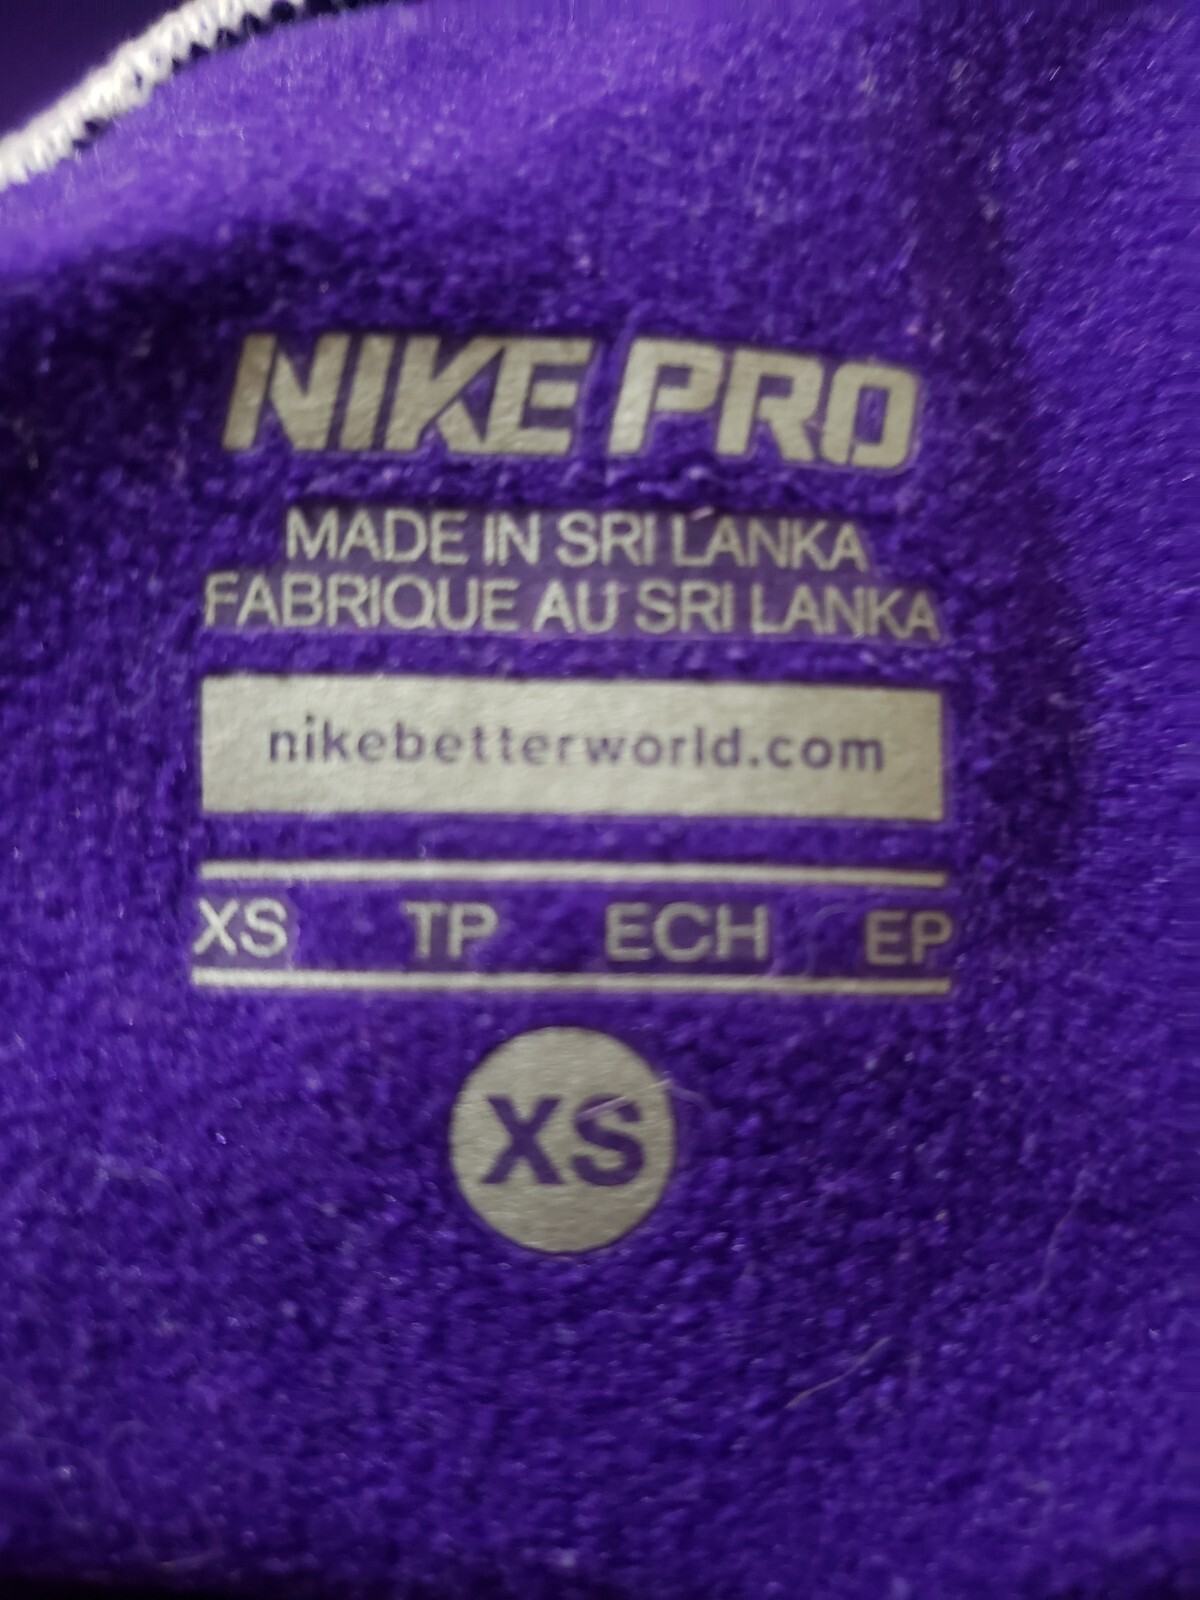 NIKE PRO
MADE IN SRI LANKA
FABRIQUE AU SRI LANKA
nikebetterworld.com
XS TP ECH EP
XS